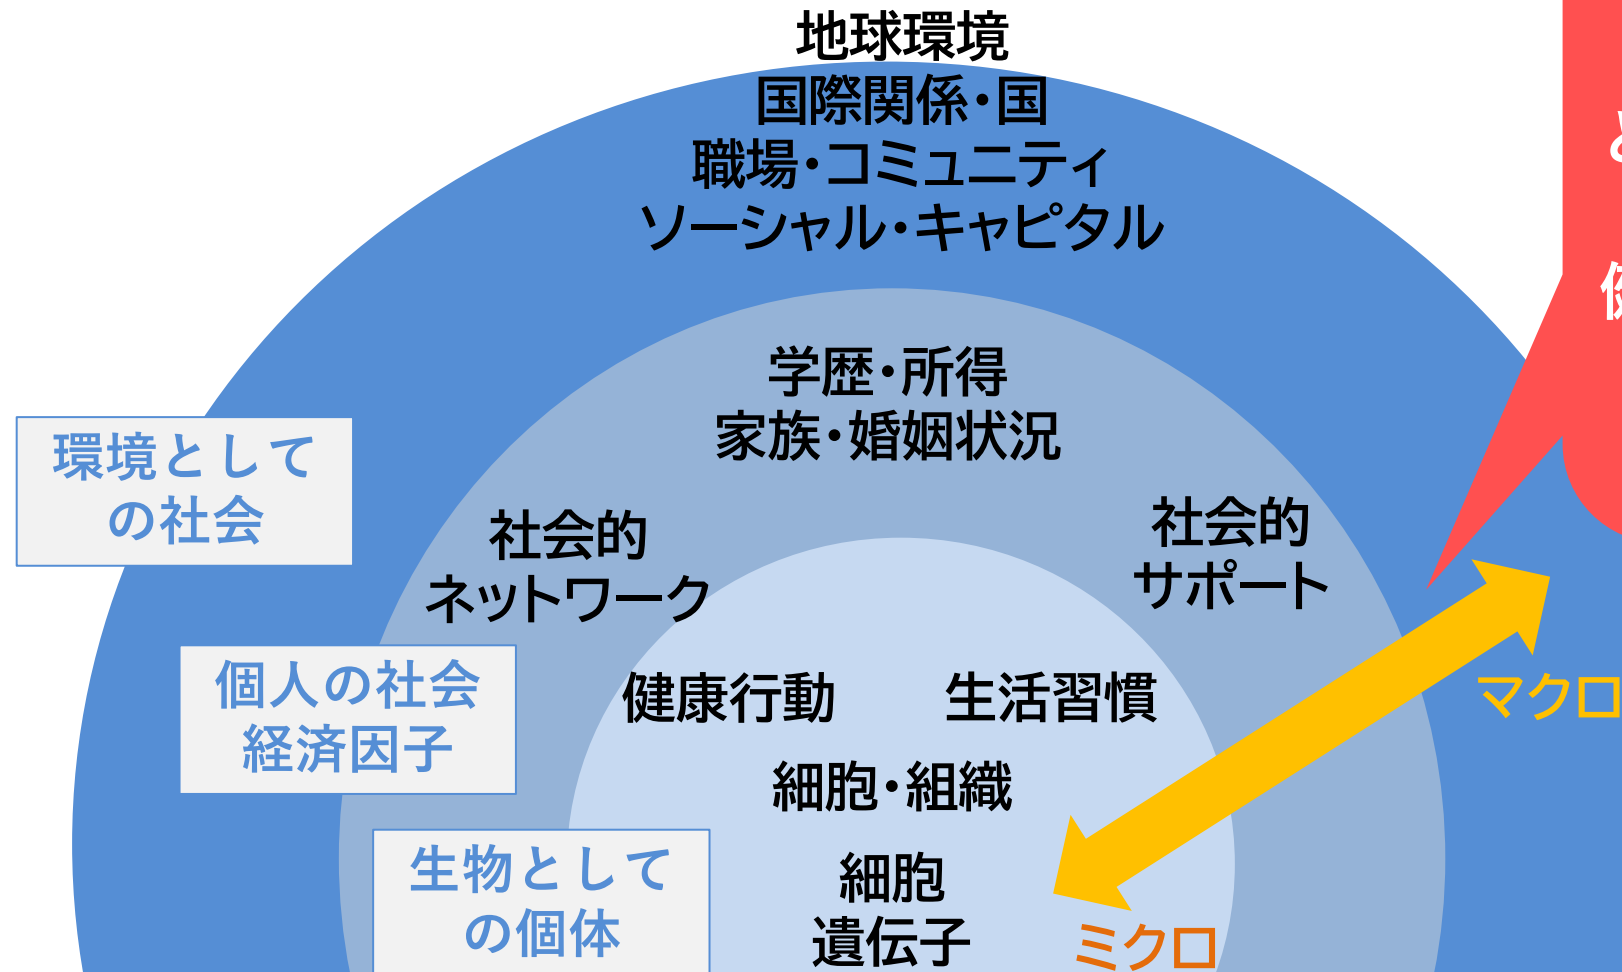 地球環境
国際関係・国
職場・コミュニティ
ソーシャル・キャピタル
学歴・所得
家族・婚姻状況
環境として
の社会
社会的
ネットワーク
社会的
サポート
個人の社会
経済因子
健康行動
生活習慣
マクロ
細胞・組織
生物として
の個体
細胞
遺伝子
ミクロ